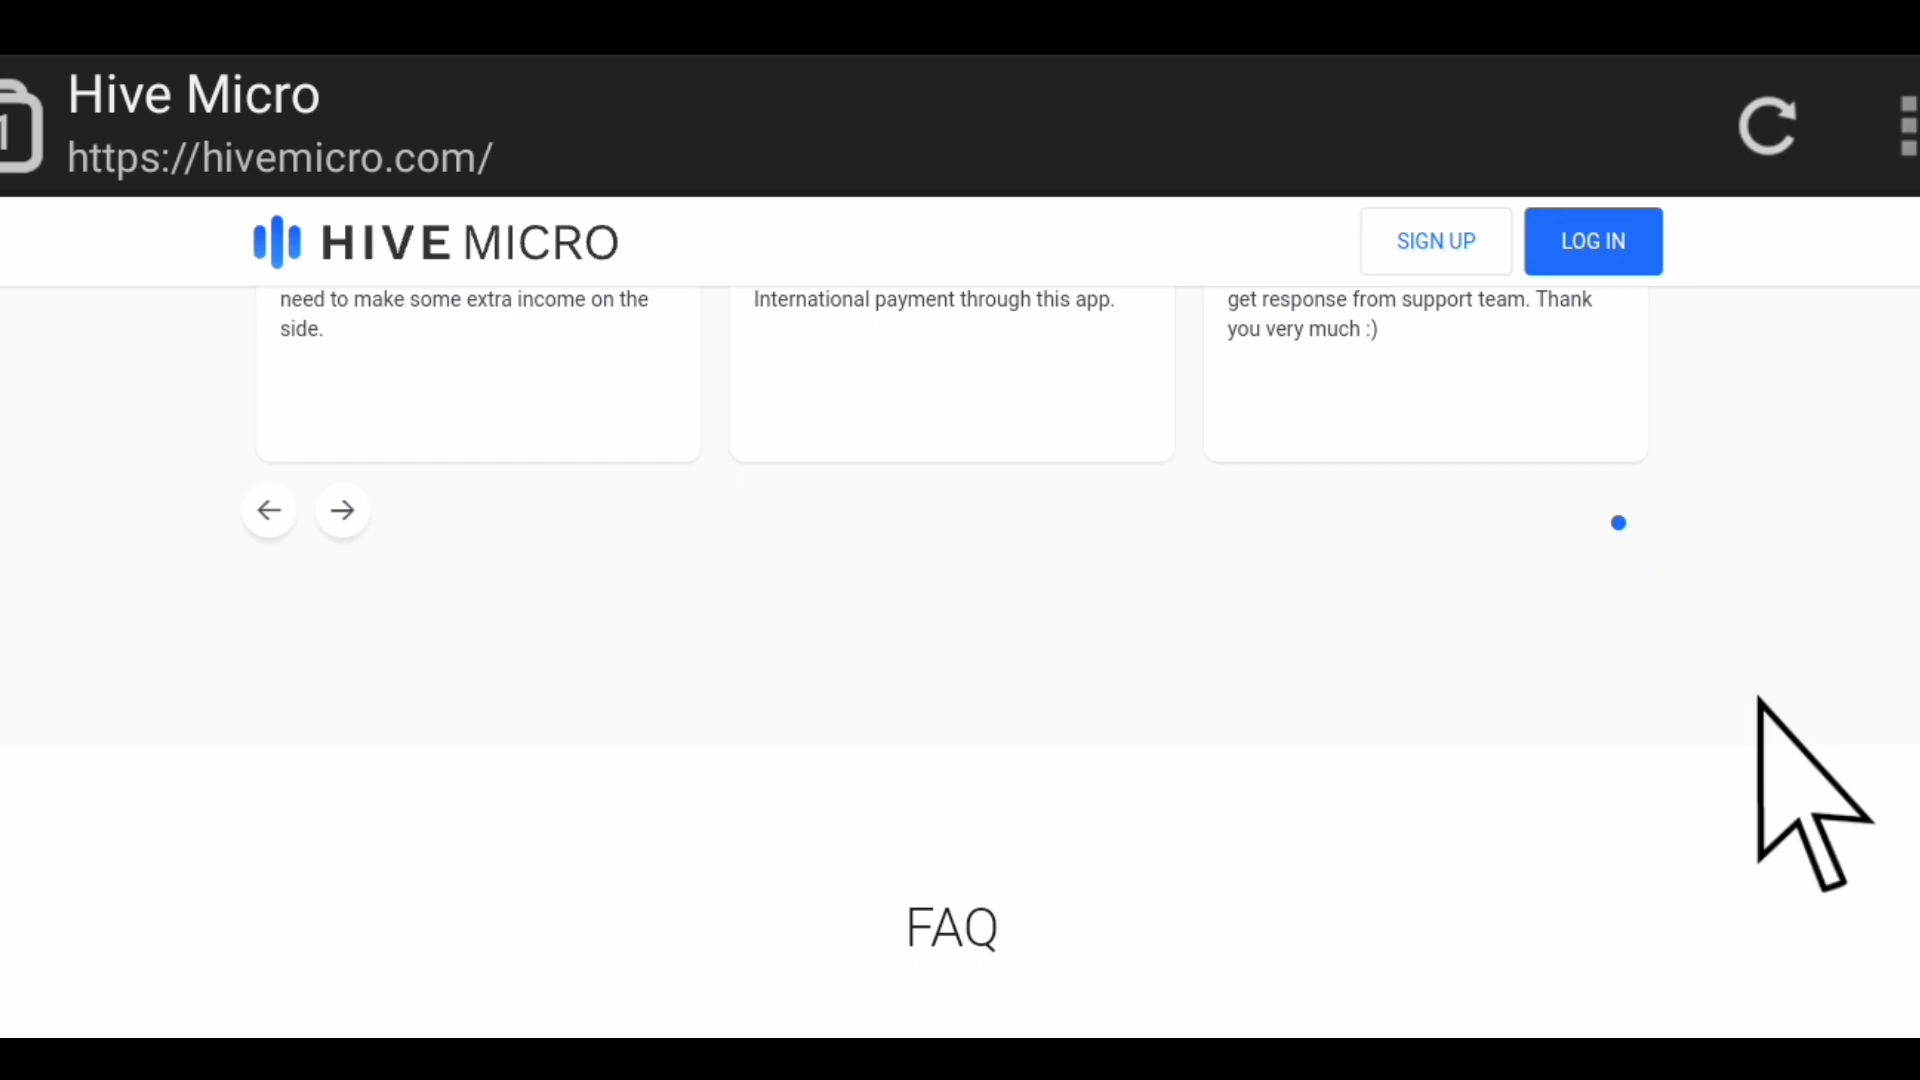 1
Hive Micro
https://hivemicro.com/
HIVE MICRO
SIGN UP
LOG IN
need to make some extra income on the
side.
International payment through this app.
get response from support team. Thank
you very much :)
FAQ